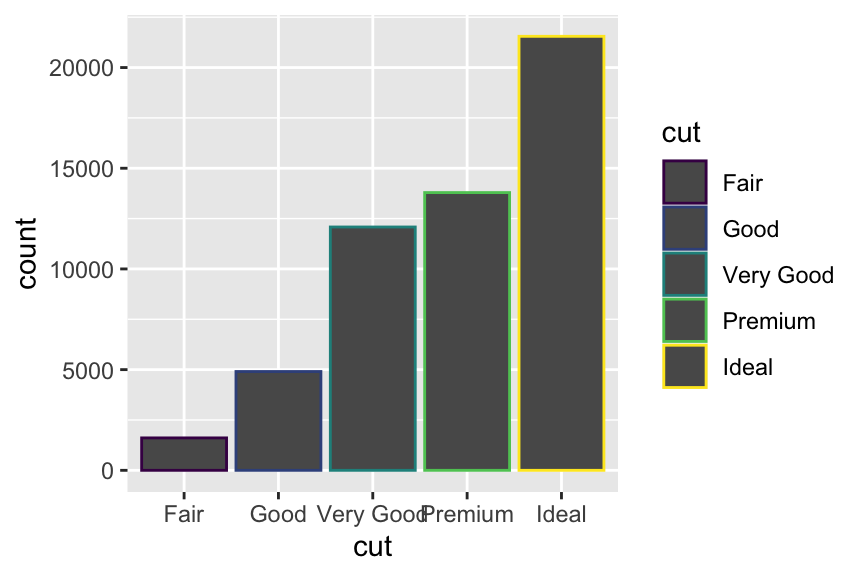 count
20000
15000
10000
5000
0
Fair Good Very Good Premium Ideal
cut
cut
Fair
Good
Very Good
Premium
Ideal